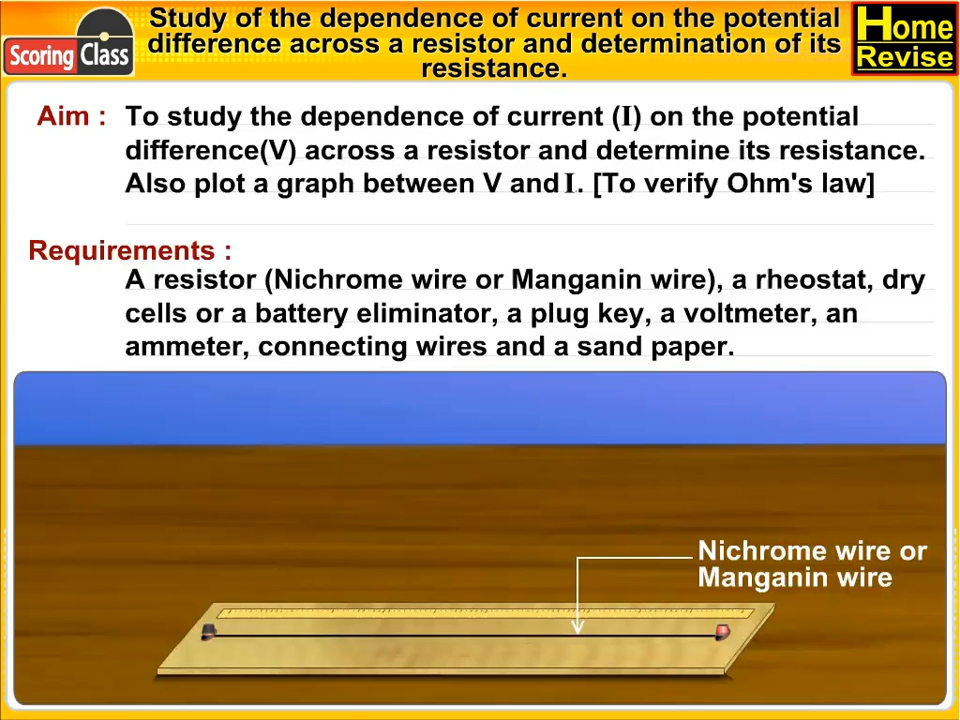 Study of the dependence of current on the potential
difference across a resistor and determination of its
resistance.
Scoring Class
Home
Revise
Aim : To study the dependence of current (I) on the potential
difference(V) across a resistor and determine its resistance.
Also plot a graph between V and I. [To verify Ohm's law]
Requirements :
A resistor (Nichrome wire or Manganin wire), a rheostat, dry
cells or a battery eliminator, a plug key, a voltmeter, an
ammeter, connecting wires and a sand paper.
Nichrome wire or
Manganin wire